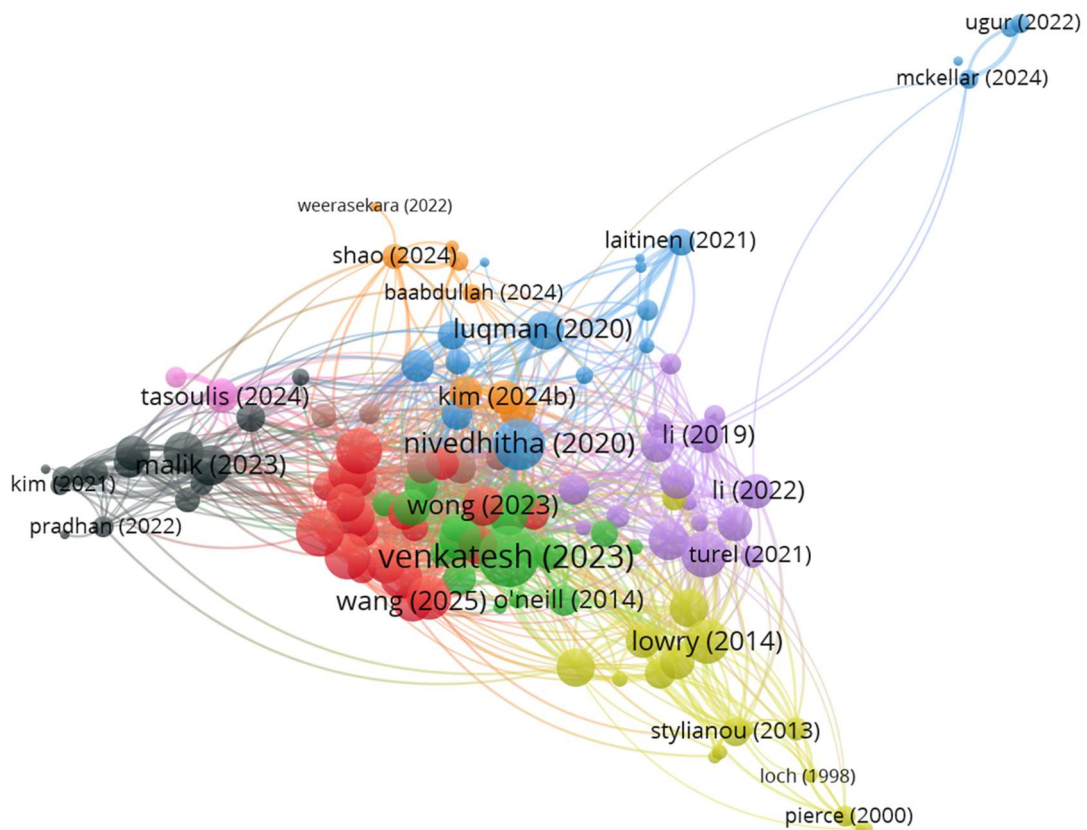 ugur (2022)
mckellar (2024)
weerasekara (2022)
laitinen (2021)
shao (2024)
baabdullah (2024)
luqman (2020)
tasoulis (2024)
kim (2024b)
nivedhitha (2020)
li (2019)
malik (2023)
kim (2021)
li (2022)
wong (2023)
pradhan (2022)
venkatesh (2023)
turel (2021)
wang (2025)
o'neill (2014)
lowry (2014)
stylianou (2013)
loch (1998)
pierce (2000)